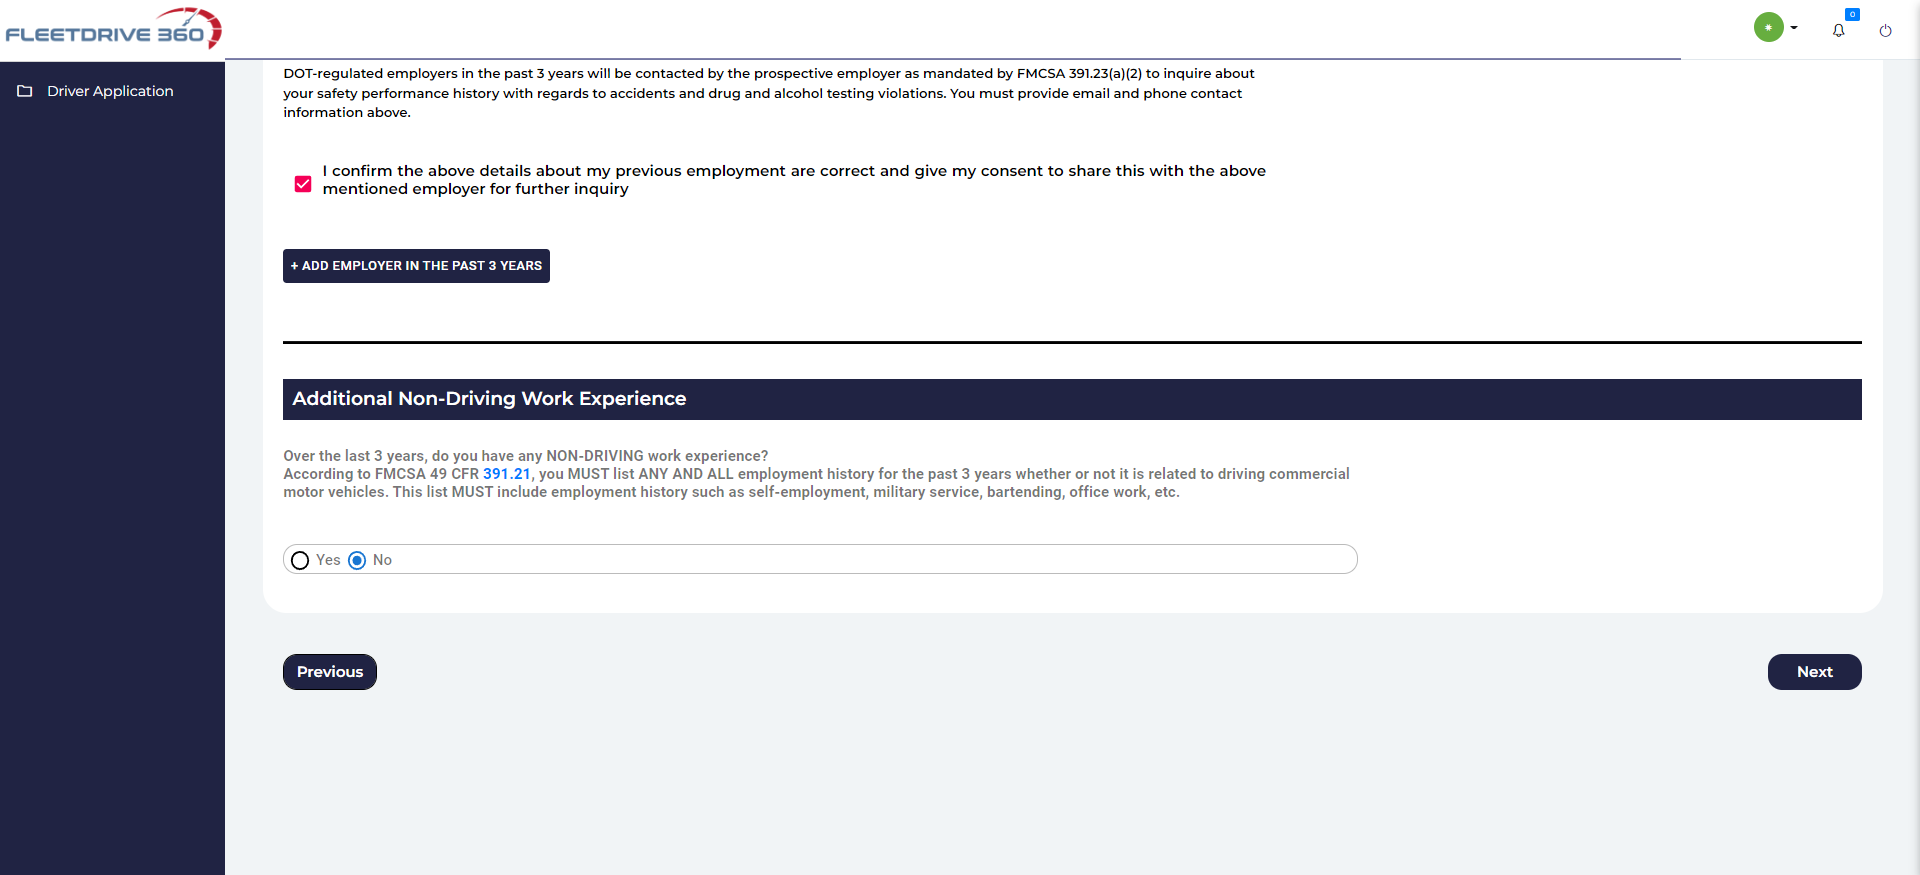 FLEETDRIVE 360
0
Driver Application
DOT-regulated employers in the past 3 years will be contacted by the prospective employer as mandated by FMCSA 391.23(a)(2) to inquire about
your safety performance history with regards to accidents and drug and alcohol testing violations. You must provide email and phone contact
information above.
I confirm the above details about my previous employment are correct and give my consent to share this with the above
mentioned employer for further inquiry
+ ADD EMPLOYER IN THE PAST 3 YEARS
Additional Non-Driving Work Experience
Over the last 3 years, do you have any NON-DRIVING work experience?
According to FMCSA 49 CFR 391.21, you MUST list ANY AND ALL employment history for the past 3 years whether or not it is related to driving commercial
motor vehicles. This list MUST include employment history such as self-employment, military service, bartending, office work, etc.
Yes No
Previous
Next